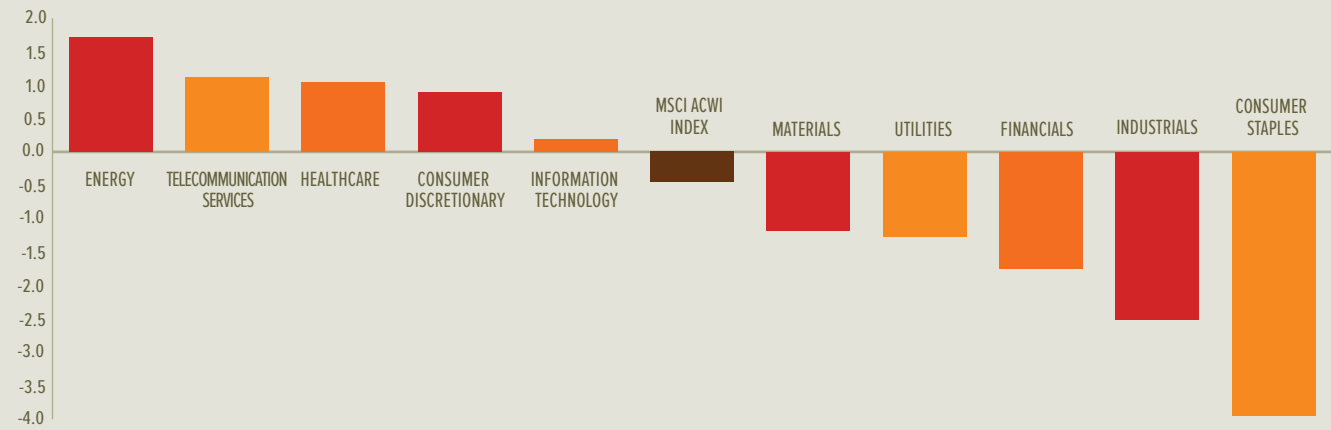 2.0
1.5
1.0
0.5
0.0
-0.5
-1.0
-1.5
-2.0
-2.5
-3.0
-3.5
-4.0
ENERGY
TELECOMMUNICATION
SERVICES
HEALTHCARE
CONSUMER
DISCRETIONARY
INFORMATION
TECHNOLOGY
MSCI ACWI
INDEX
MATERIALS
UTILITIES
FINANCIALS
INDUSTRIALS
CONSUMER
STAPLES